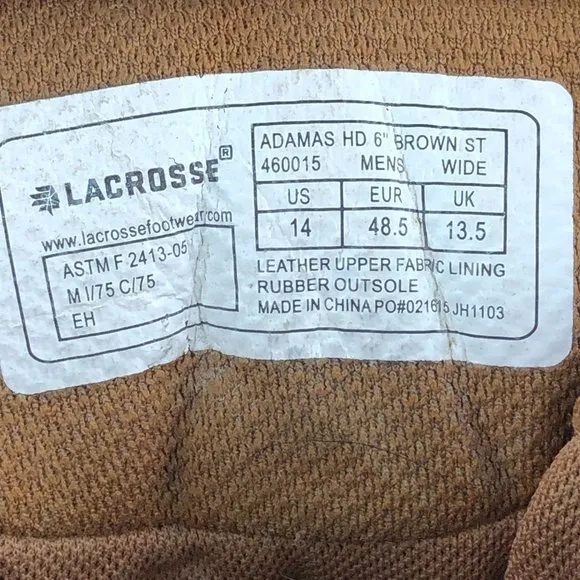 LACROSSE®
www.lacrossefootwear.com
ASTM F 2413-05
M I/75 C/75
EH
ADAMAS HD 6" BROWN ST
460015 MENS WIDE
US EUR UK
14 48.5 13.5
LEATHER UPPER FABRIC LINING
RUBBER OUTSOLE
MADE IN CHINA PO#021615 JH1103